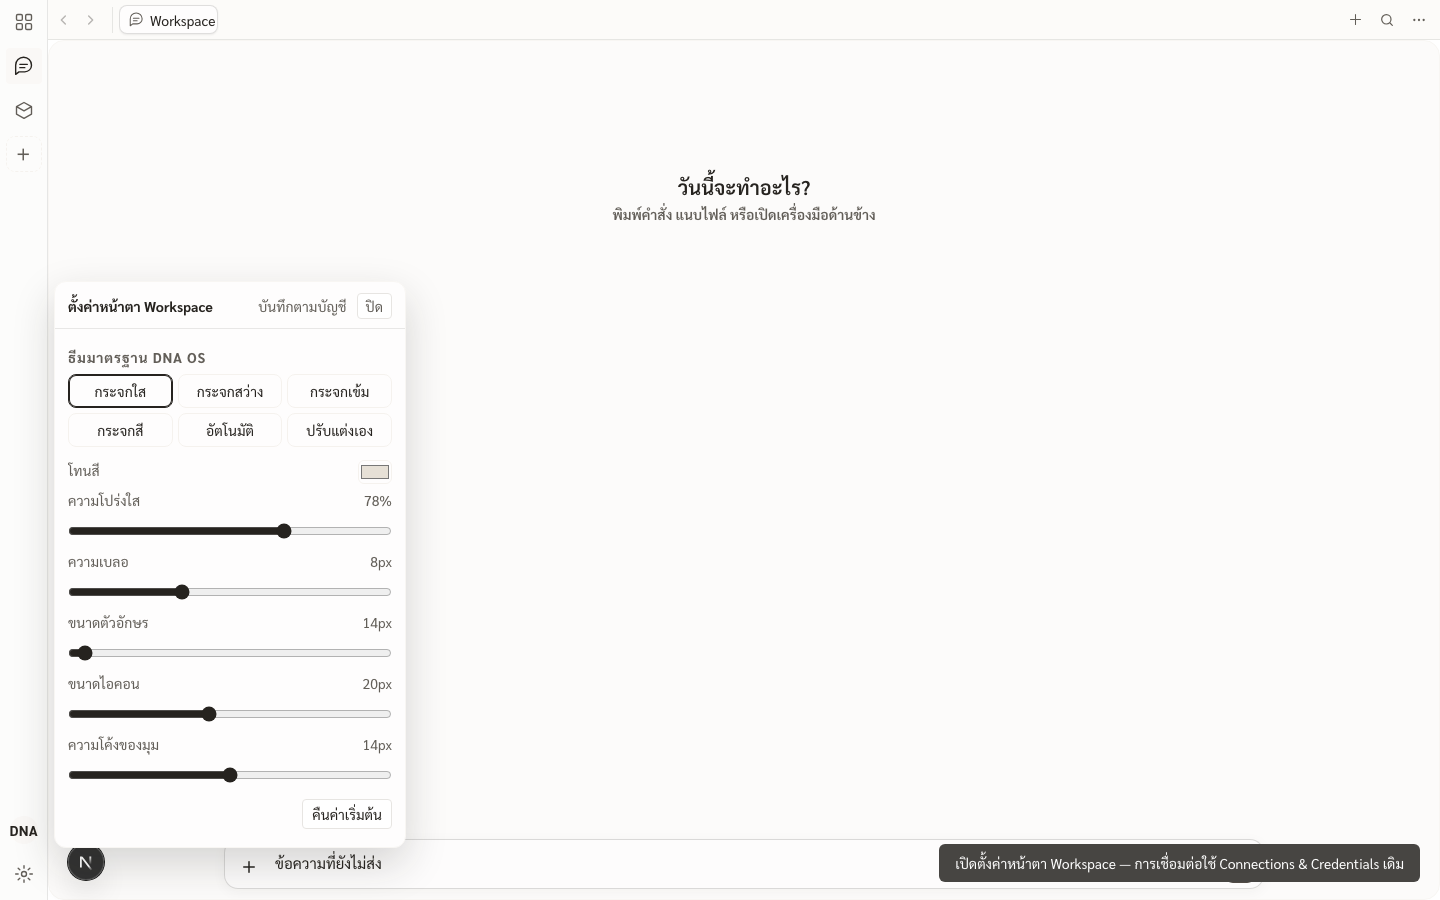 Workspace
วันนี้จะทำอะไร?
พิมพ์คำสั่ง แนบไฟล์ หรือเปิดเครื่องมือด้านข้าง
ตั้งค่าหน้าตา Workspace บันทึกตามบัญชี ปิด
ธีมมาตรฐาน DNA OS
กระจกใส กระจกสว่าง กระจกเข้ม
กระจกสี อัตโนมัติ ปรับแต่งเอง
โทนสี
ความโปร่งใส 78%
ความเบลอ 8px
ขนาดตัวอักษร 14px
ขนาดไอคอน 20px
ความโค้งของมุม 14px
คืนค่าเริ่มต้น
DNA
N
ข้อความที่ยังไม่ส่ง
เปิดตั้งค่าหน้าตา Workspace — การเชื่อมต่อใช้ Connections & Credentials เดิม